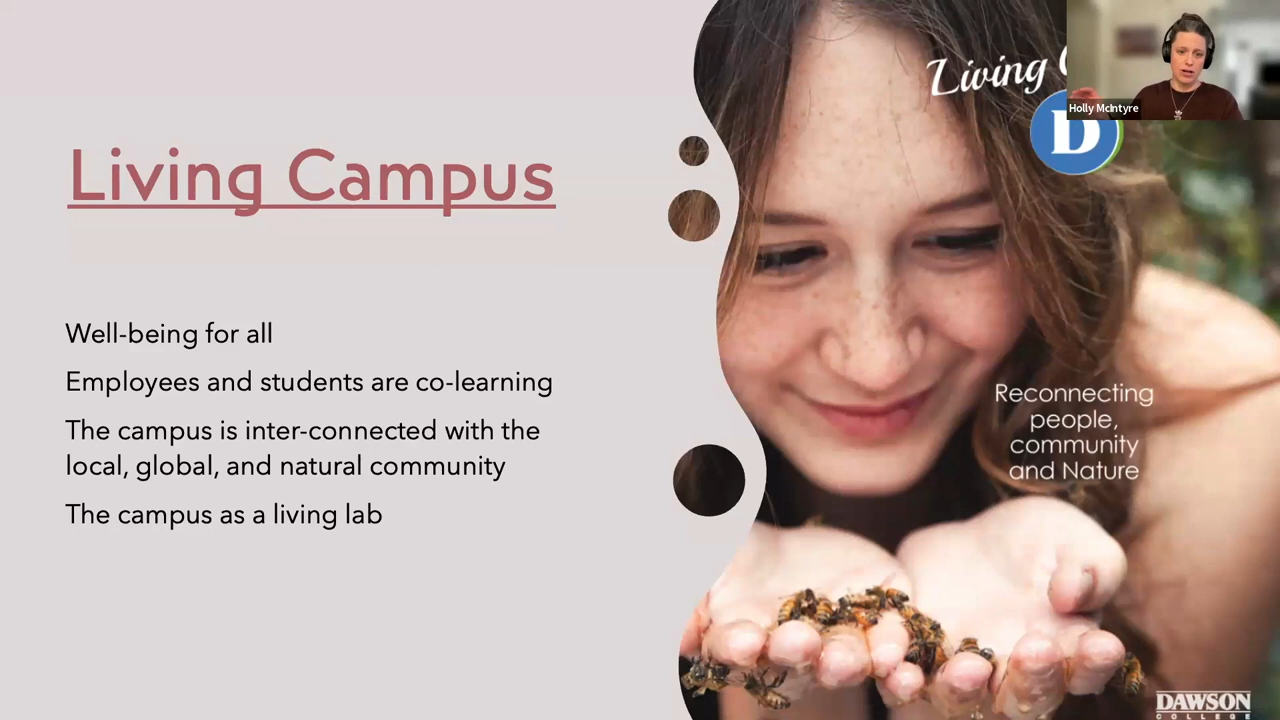 Living Campus
Well-being for all
Employees and students are co-learning
The campus is inter-connected with the
local, global, and natural community
The campus as a living lab
Living
D
Holly McIntyre
Reconnecting
people,
community
and Nature
DAWSON
COLLEGE